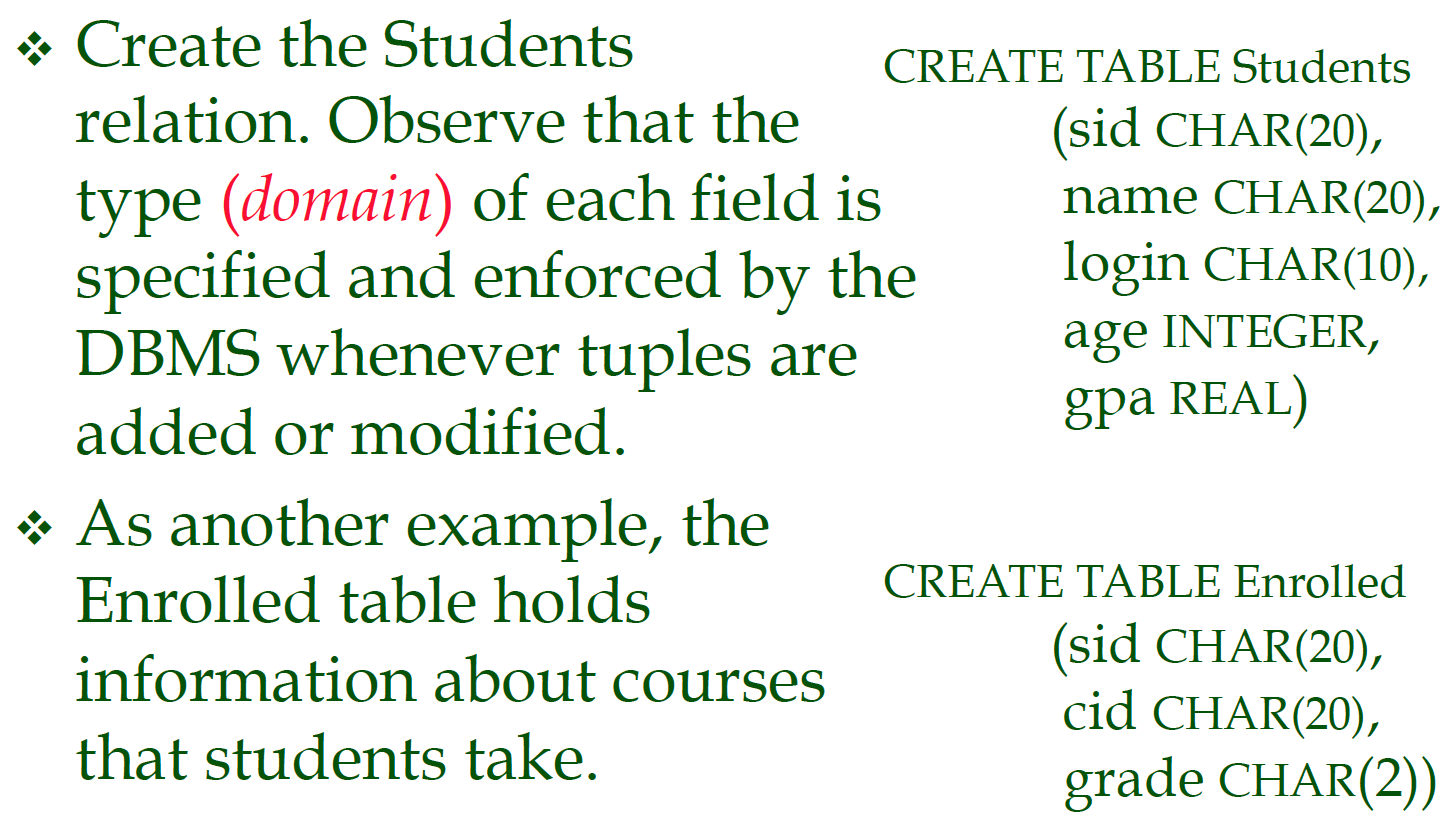 ❖ Create the Students
relation. Observe that the
type (domain) of each field is
specified and enforced by the
DBMS whenever tuples are
added or modified.
❖ As another example, the
Enrolled table holds
information about courses
that students take.
CREATE TABLE Students
(sid CHAR(20),
name CHAR(20),
login CHAR(10),
age INTEGER,
gpa REAL)
CREATE TABLE Enrolled
(sid CHAR(20),
cid CHAR(20),
grade CHAR(2))